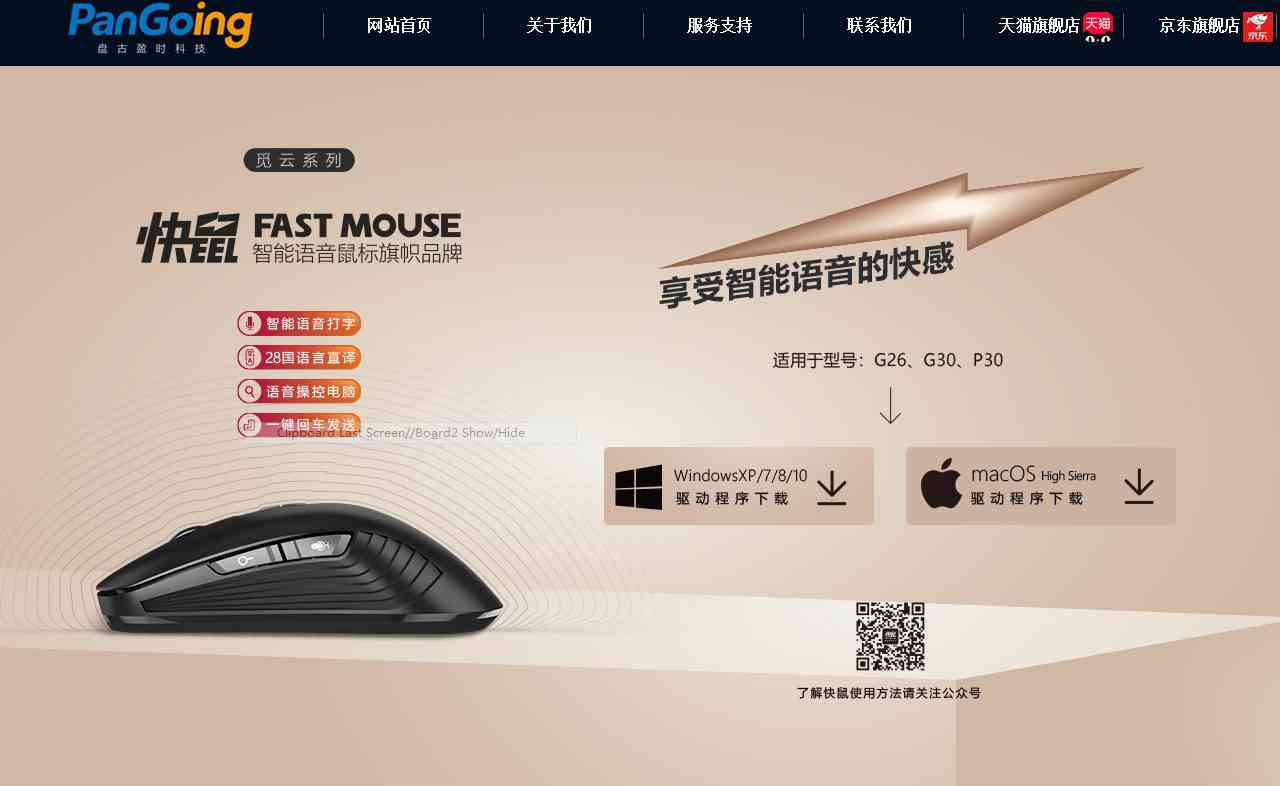 PanGoing
盘古盈时科技
网站首页
关于我们
服务支持
联系我们
天猫旗舰店 天猫
京东旗舰店 京东
觅云系列
快鼠 FAST MOUSE
智能语音鼠标旗帜品牌
享受智能语音的快感
智能语音打字
28国语言直译
语音操控电脑
一键回车发送
Clipboard Last Screen//Board2 Show/Hide
适用于型号：G26、G30、P30
WindowsXP/7/8/10
驱动程序下载
macOS High Sierra
驱动程序下载
了解快鼠使用方法请关注公众号